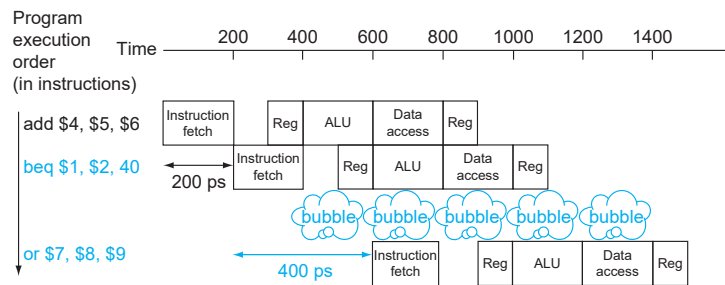 Program
execution
order
(in instructions)
Time
200 400 600 800 1000 1200 1400
add $4, $5, $6
Instruction
fetch
Reg
ALU
Data
access
Reg
beq $1, $2, 40
200 ps
Instruction
fetch
Reg
ALU
Data
access
Reg
bubble bubble bubble bubble bubble
or $7, $8, $9
400 ps
Instruction
fetch
Reg
ALU
Data
access
Reg